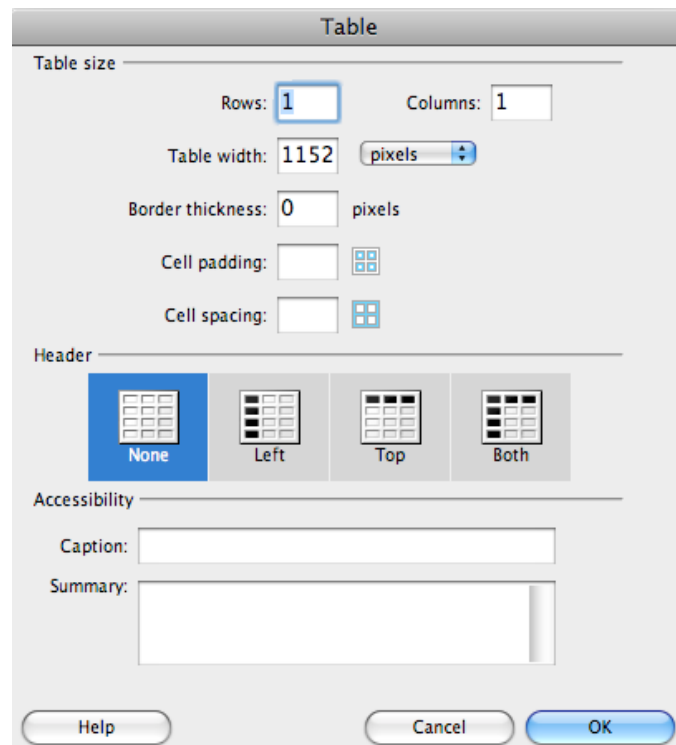 Table
Table size
Rows: 1 Columns: 1
Table width: 1152 pixels
Border thickness: 0 pixels
Cell padding:
Cell spacing:
Header
None Left Top Both
Accessibility
Caption:
Summary:
Help Cancel OK